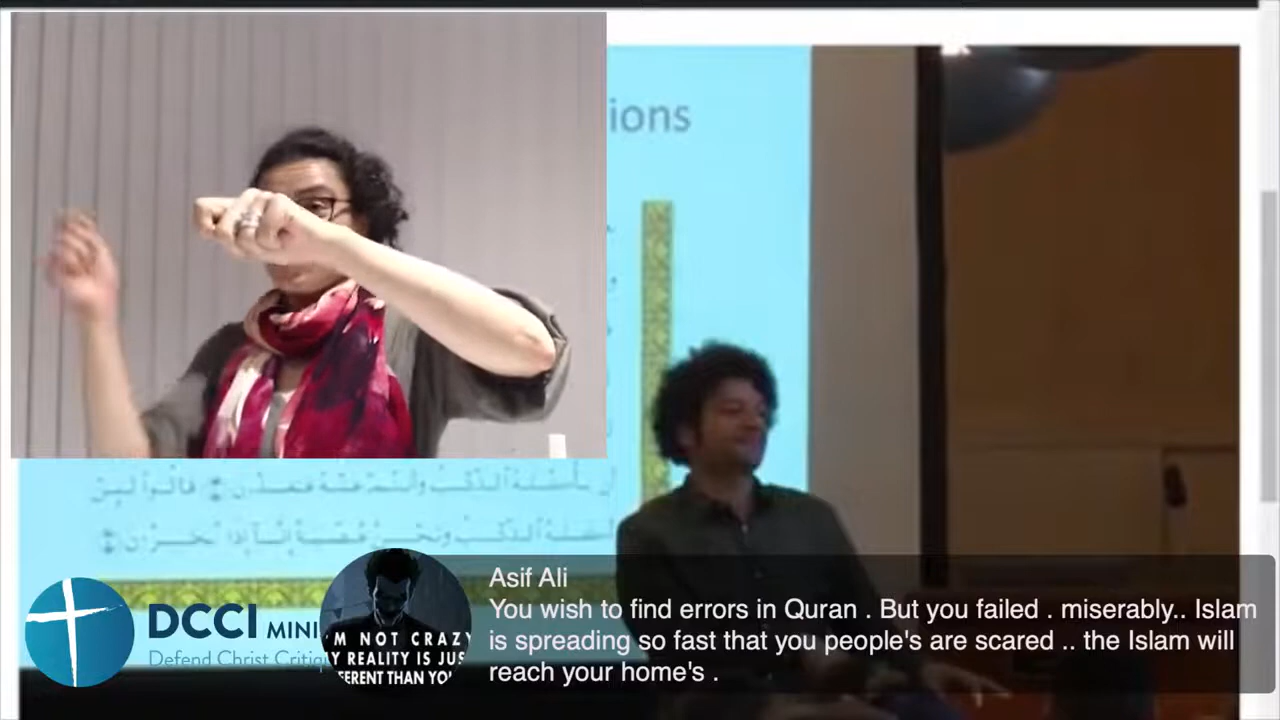 ions
DCCI MINI
Defend Christ Critiqu
'M NOT CRAZY
Y REALITY IS JUS
FERENT THAN YO
Asif Ali
You wish to find errors in Quran . But you failed . miserably.. Islam
is spreading so fast that you people's are scared .. the Islam will
reach your home's .